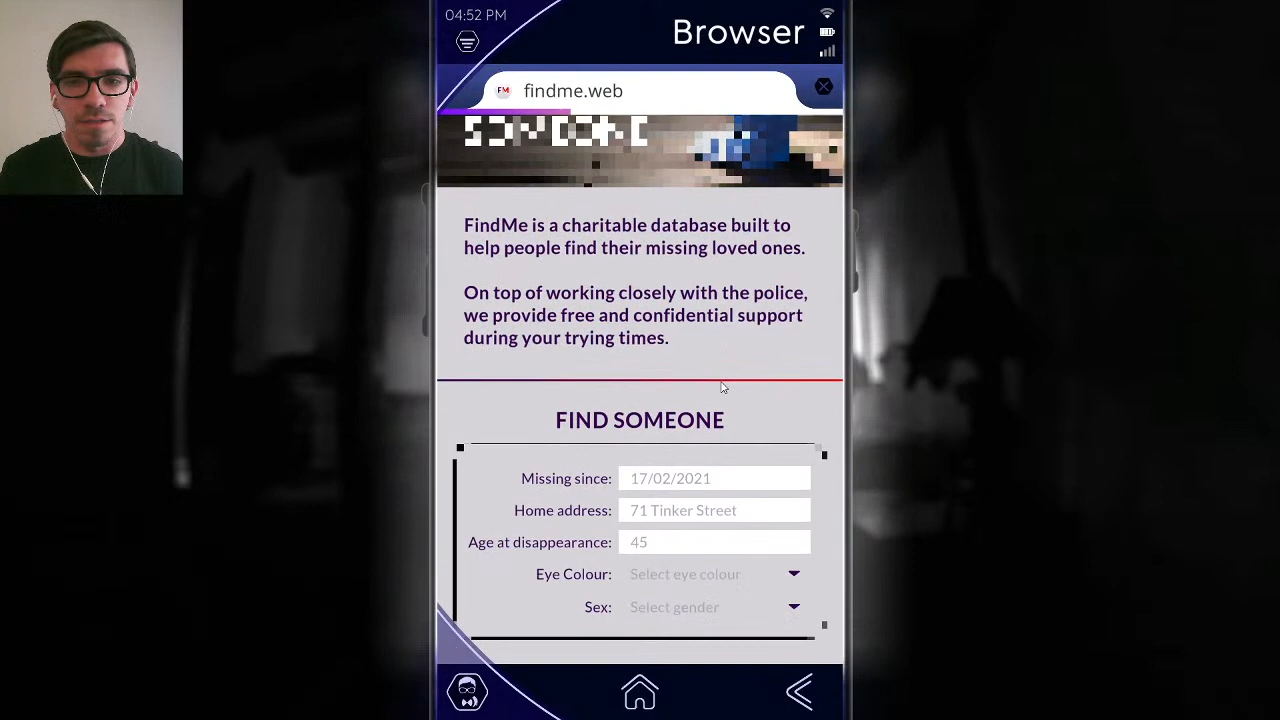 04:52 PM
Browser
FM
findme.web
SOMEONE
FindMe is a charitable database built to
help people find their missing loved ones.
On top of working closely with the police,
we provide free and confidential support
during your trying times.
FIND SOMEONE
Missing since: 17/02/2021
Home address: 71 Tinker Street
Age at disappearance: 45
Eye Colour: Select eye colour
Sex: Select gender